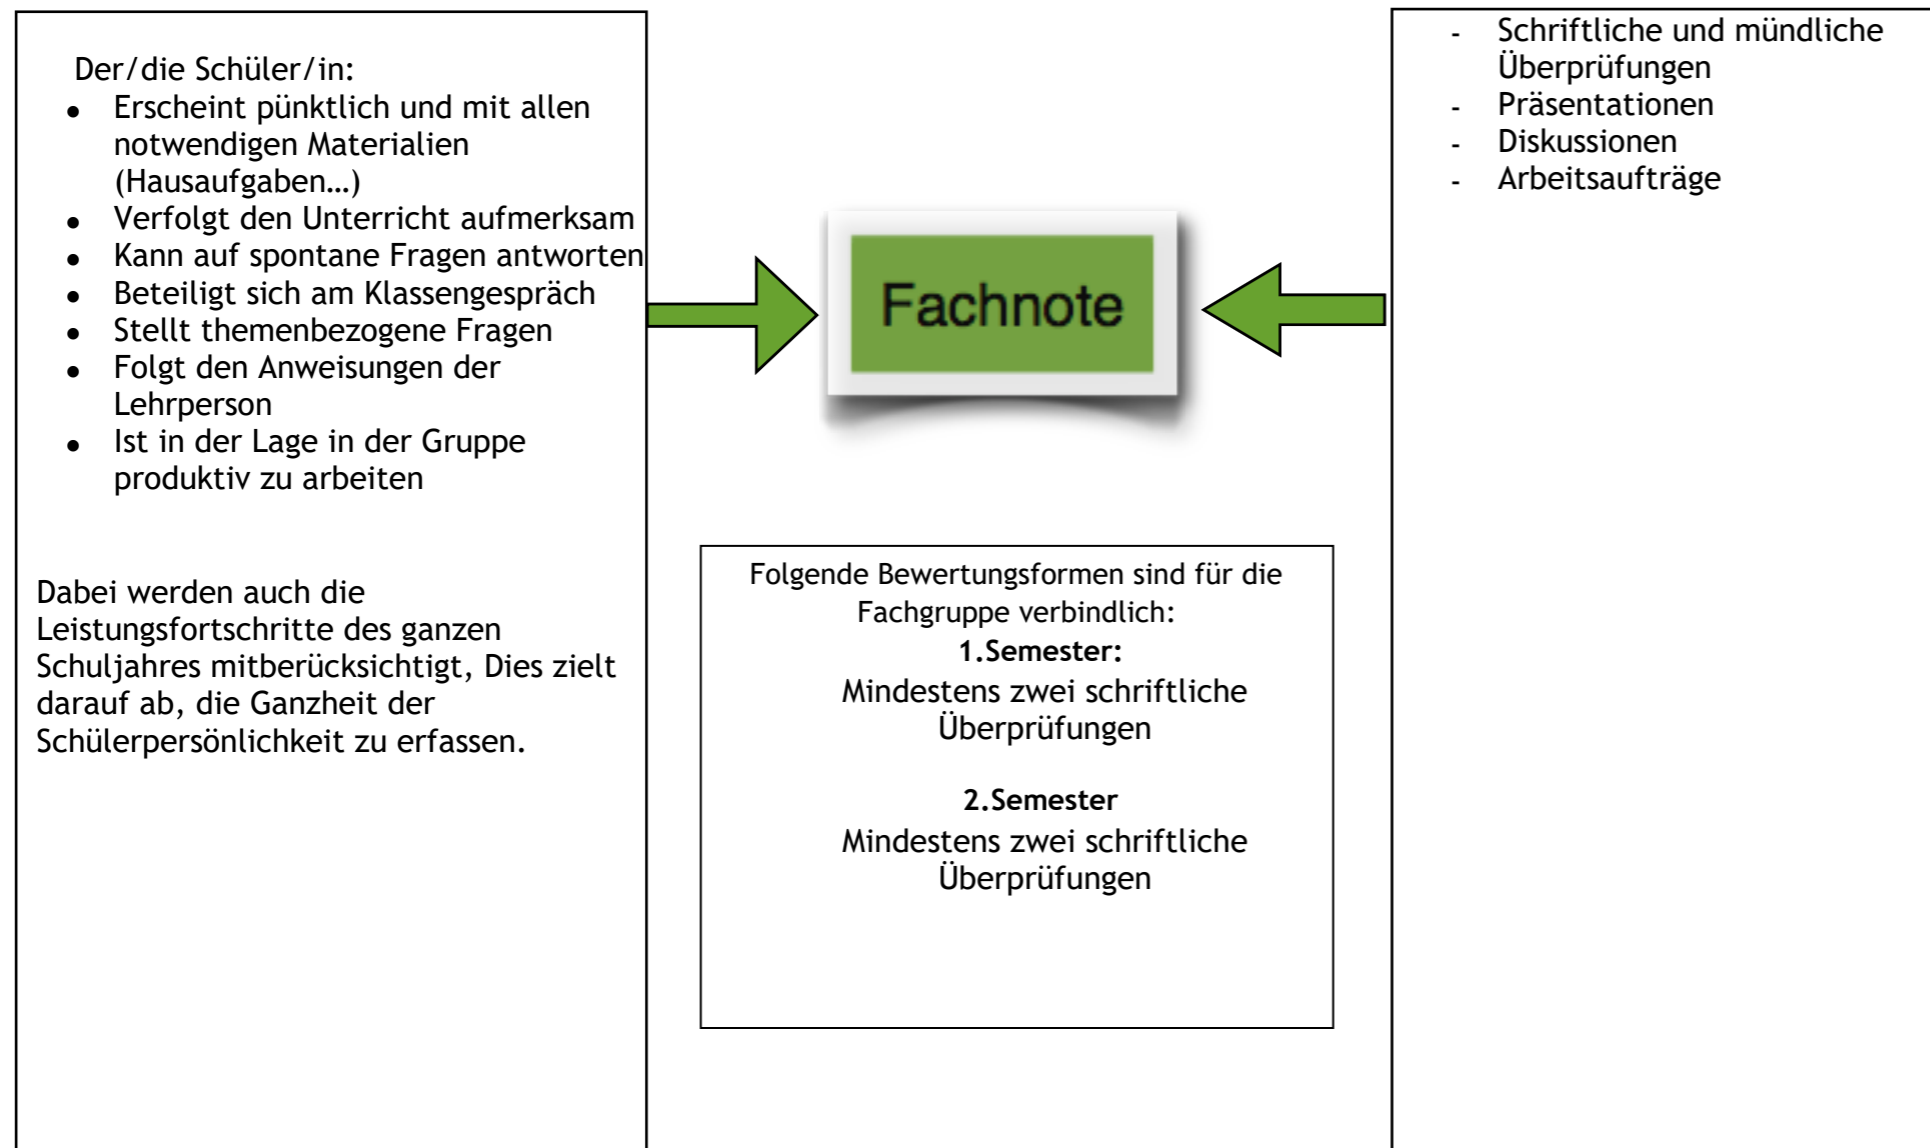 Der/die Schüler/in:
• Erscheint pünktlich und mit allen
notwendigen Materialien
(Hausaufgaben…)
• Verfolgt den Unterricht aufmerksam
• Kann auf spontane Fragen antworten
• Beteiligt sich am Klassengespräch
• Stellt themenbezogene Fragen
• Folgt den Anweisungen der
Lehrperson
• Ist in der Lage in der Gruppe
produktiv zu arbeiten
Dabei werden auch die
Leistungsfortschritte des ganzen
Schuljahres mitberücksichtigt, Dies zielt
darauf ab, die Ganzheit der
Schülerpersönlichkeit zu erfassen.
Fachnote
Folgende Bewertungsformen sind für die
Fachgruppe verbindlich:
1.Semester:
Mindestens zwei schriftliche
Überprüfungen
2.Semester
Mindestens zwei schriftliche
Überprüfungen
- Schriftliche und mündliche
Überprüfungen
- Präsentationen
- Diskussionen
- Arbeitsaufträge